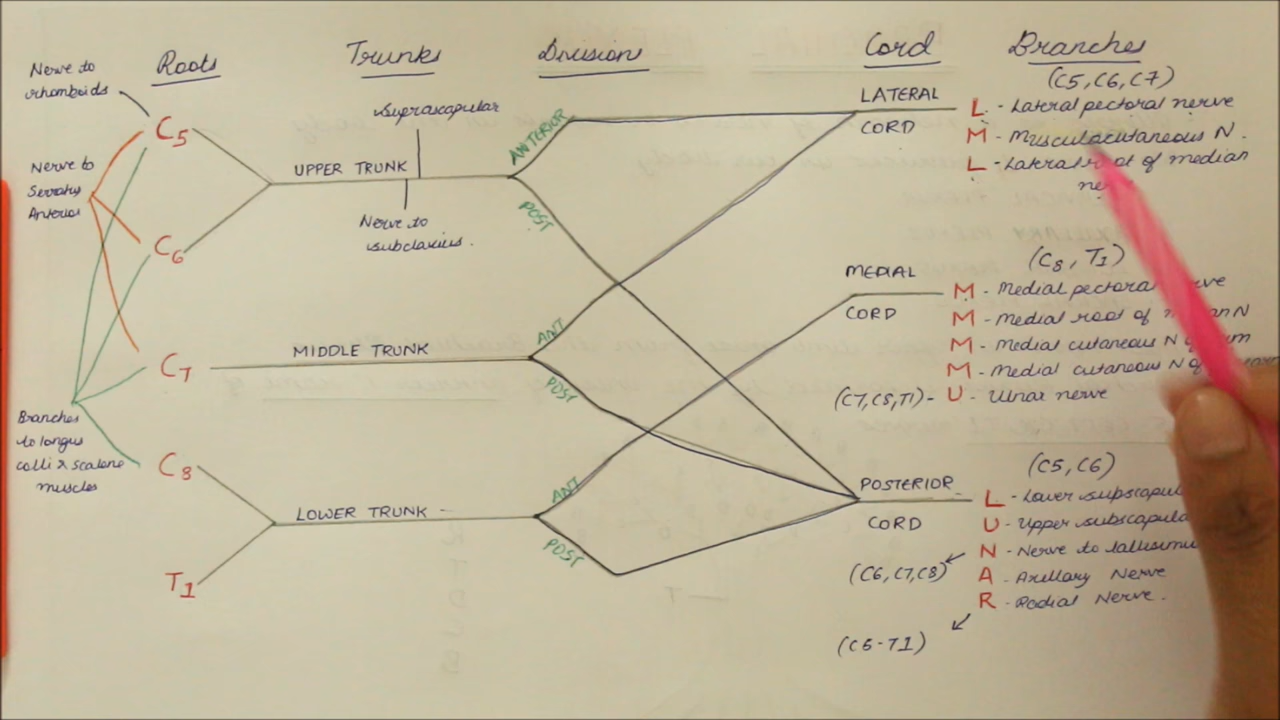 Roots
Trunks
Division
Cord
Branches
Nerve to
rhomboids
C5
Nerve to
Serratus
Anterior
C6
C7
Branches
to longus
colli & scalene
muscles
C8
T1
suprascapular
UPPER TRUNK
Nerve to
subclavius.
MIDDLE TRUNK
LOWER TRUNK
ANTERIOR
POST
ANT
POST
ANT
POST
LATERAL
CORD
(C5, C6, C7)
L - Lateral pectoral nerve
M - Musculocutaneous N.
L - Lateral root of median
MEDIAL
CORD
(C8, T1)
M - Medial pectoral
M - Medial root of N
M - Medial cutaneous N
M - Medial cutaneous N
(C7, C8, T1) - U - Ulnar nerve
POSTERIOR
CORD
(C5, C6)
L - Lower
U - Upper
N - Nerve to
(C6, C7, C8)
A - Axillary Nerve
R - Radial Nerve.
(C5 - T1)